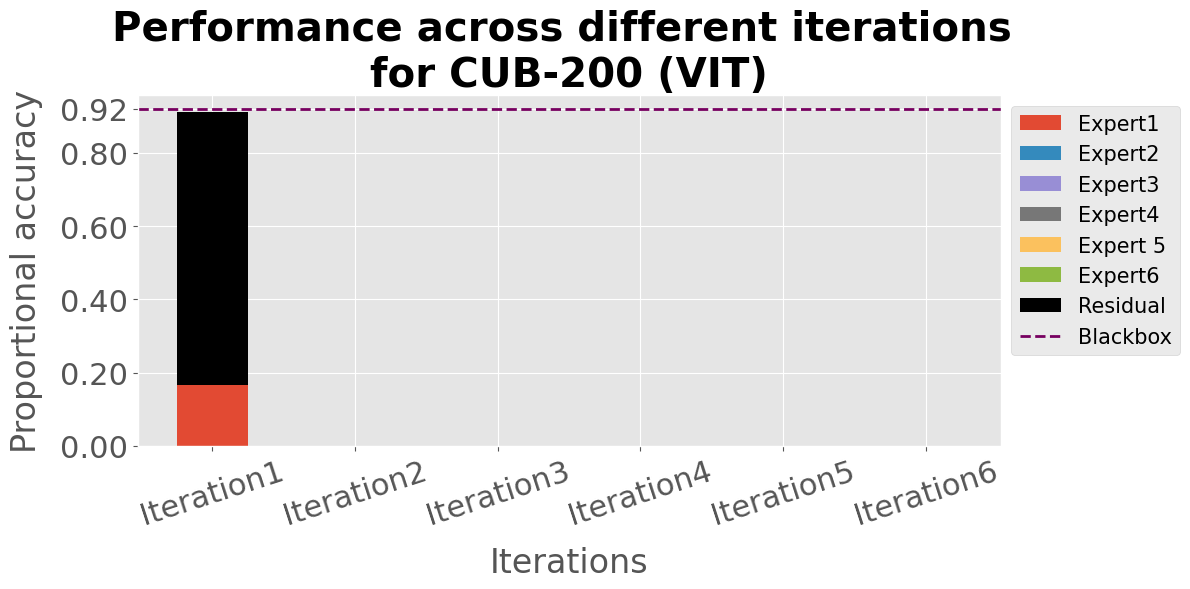 Performance across different iterations
for CUB-200 (VIT)
Proportional accuracy
0.92
0.80
0.60
0.40
0.20
0.00
Iteration1
Iteration2
Iteration3
Iteration4
Iteration5
Iteration6
Iterations
Expert1
Expert2
Expert3
Expert4
Expert 5
Expert6
Residual
Blackbox